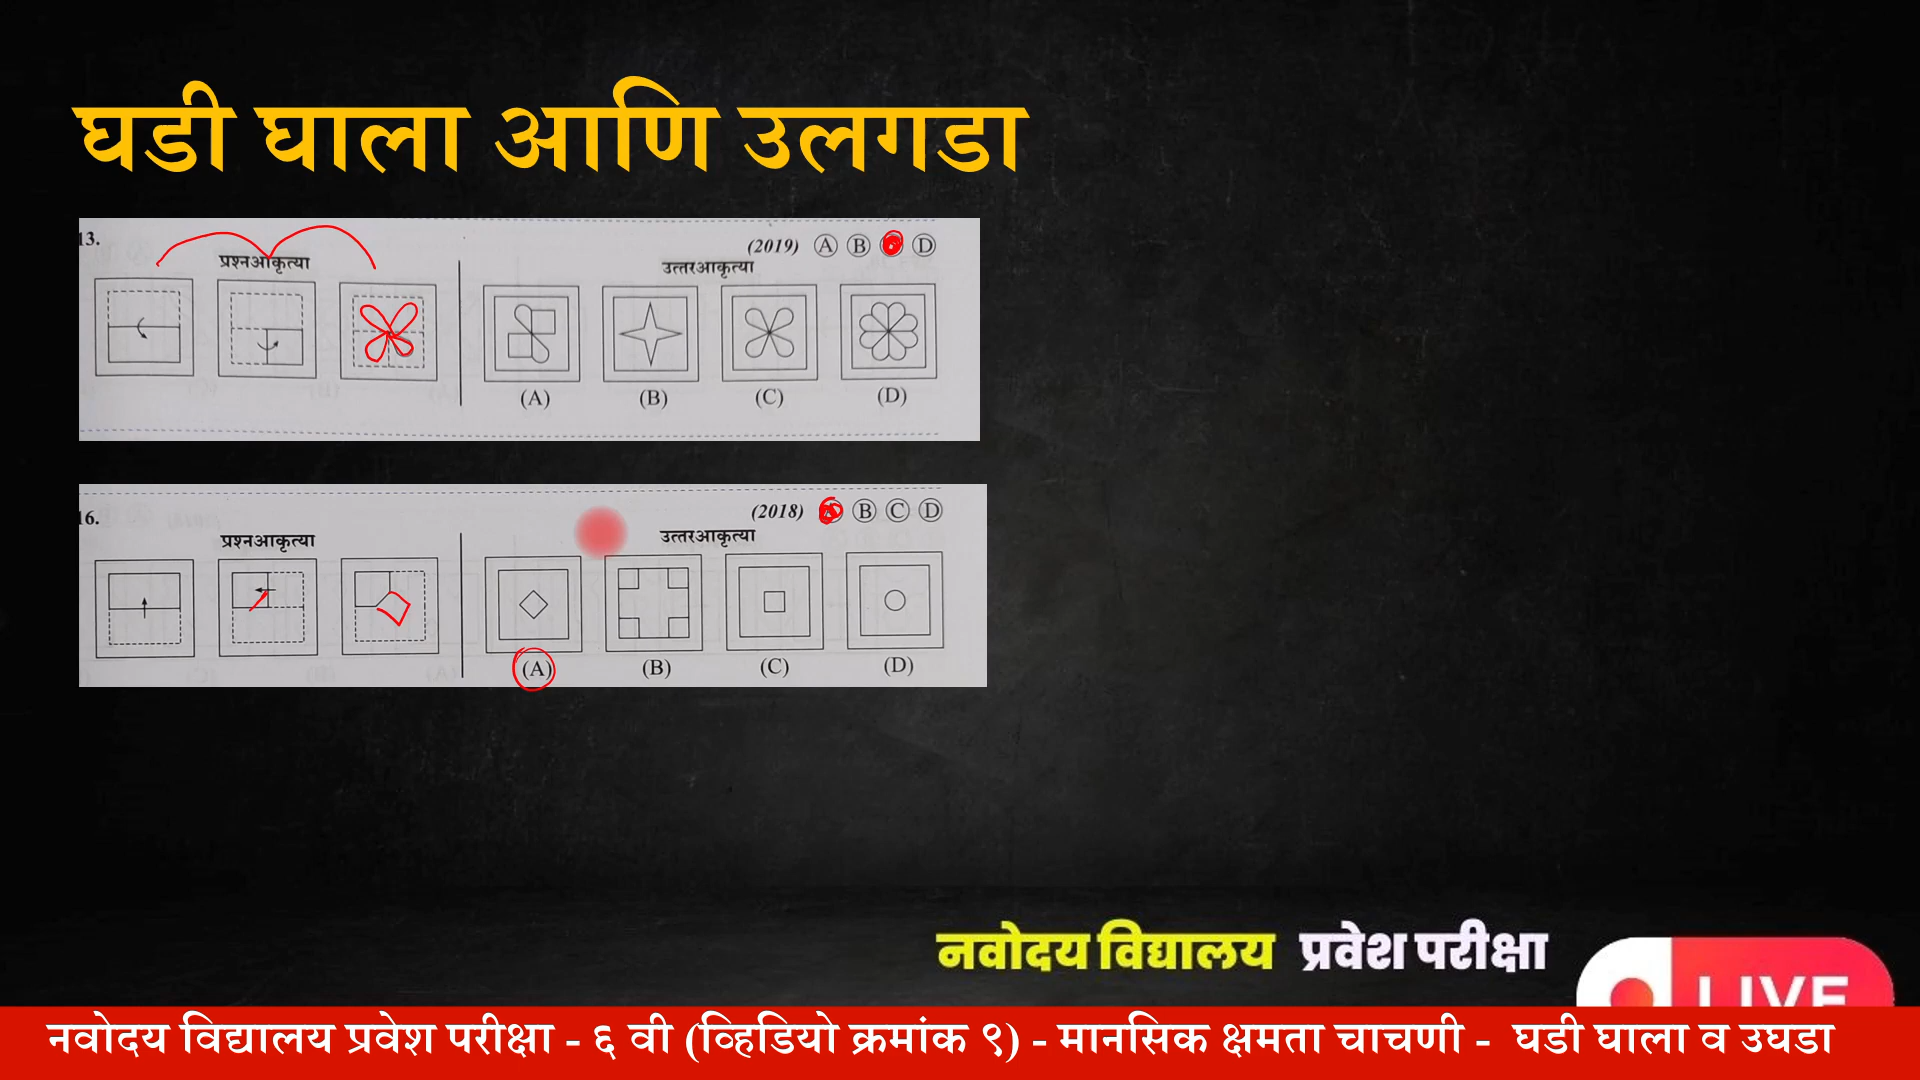 घडी घाला आणि उलगडा
13.
(2019) A B D
प्रश्नआकृत्या
उत्तरआकृत्या
(A) (B) (C) (D)
16.
(2018) B C D
प्रश्नआकृत्या
उत्तरआकृत्या
(A) (B) (C) (D)
नवोदय विद्यालय प्रवेश परीक्षा
LIVE
नवोदय विद्यालय प्रवेश परीक्षा - ६ वी (व्हिडियो क्रमांक ९) - मानसिक क्षमता चाचणी - घडी घाला व उघडा